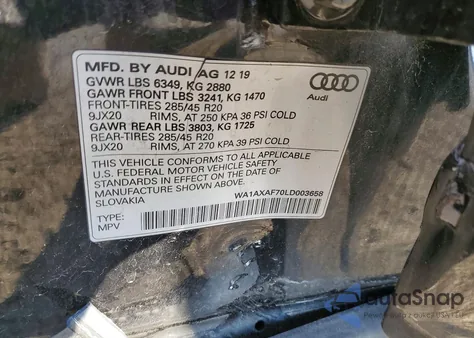 MFD. BY AUDI AG 12 19
GVWR LBS 6349, KG 2880
GAWR FRONT LBS 3241, KG 1470
FRONT-TIRES 285/45 R20
9JX20 RIMS, AT 250 KPA 36 PSI COLD
GAWR REAR LBS 3803, KG 1725
REAR-TIRES 285/45 R20
9JX20 RIMS, AT 270 KPA 39 PSI COLD
Audi
THIS VEHICLE CONFORMS TO ALL APPLICABLE
U.S. FEDERAL MOTOR VEHICLE SAFETY
STANDARDS IN EFFECT ON THE DATE OF
MANUFACTURE SHOWN ABOVE.
SLOVAKIA
WA1AXAF70LD003658
TYPE:
MPV
AutoSnap